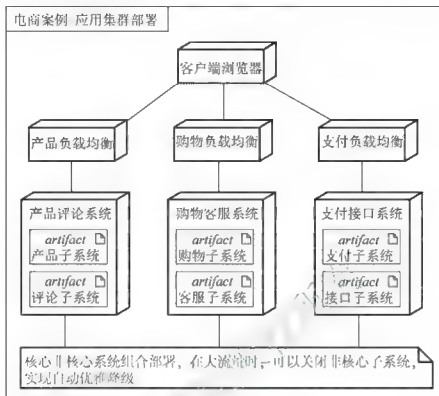 电商案例 应用集群部署
客户端浏览器
产品负载均衡
购物负载均衡
支付负载均衡
产品评论系统
artifact
产品子系统
artifact
评论子系统
购物客服系统
artifact
购物子系统
artifact
客服子系统
支付接口系统
artifact
支付子系统
artifact
接口子系统
核心非核心系统组合部署，在大流量时，可以关闭非核心子系统，
实现自动优雅降级